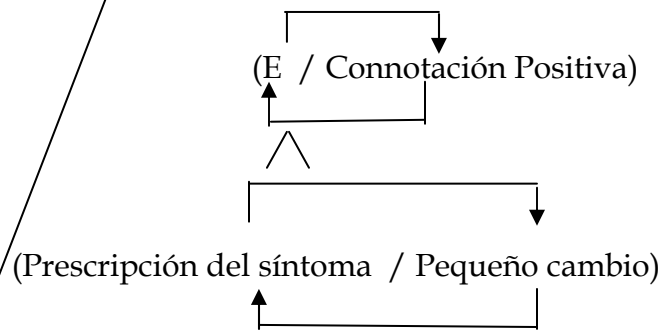 (E / Connotación Positiva)
(Prescripción del síntoma / Pequeño cambio)